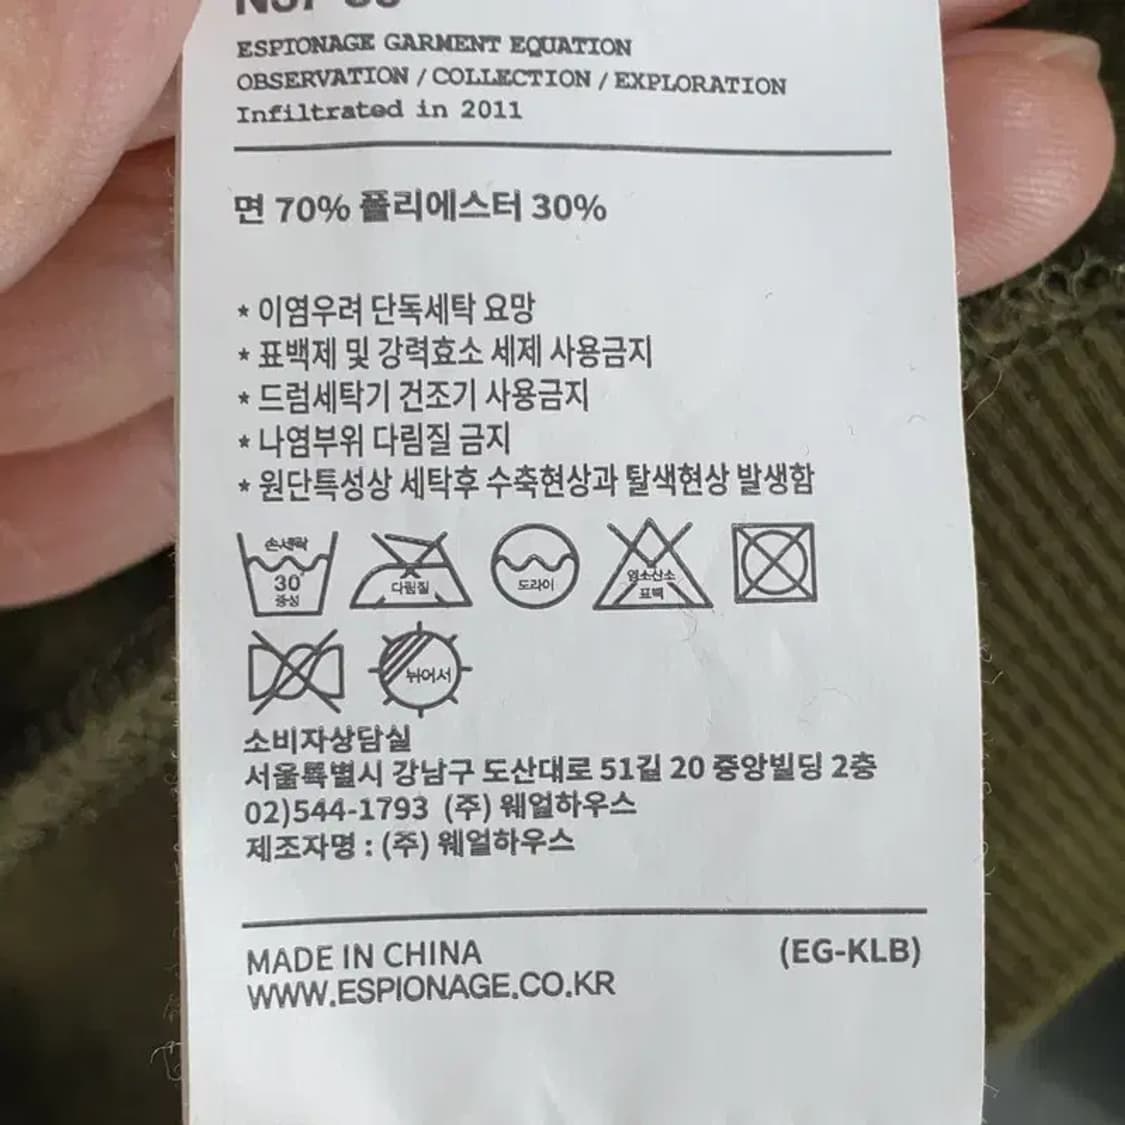 ESPIONAGE GARMENT EQUATION
OBSERVATION / COLLECTION / EXPLORATION
Infiltrated in 2011
면 70% 폴리에스터 30%
* 이염우려 단독세탁 요망
* 표백제 및 강력효소 세제 사용금지
* 드럼세탁기 건조기 사용금지
* 나염부위 다림질 금지
* 원단특성상 세탁후 수축현상과 탈색현상 발생함
손세탁
30°
중성
다림질
도라이
염소산소
표백
뉘어서
소비자상담실
서울특별시 강남구 도산대로 51길 20 중앙빌딩 2층
02)544-1793 (주) 웨얼하우스
제조자명 : (주) 웨얼하우스
MADE IN CHINA (EG-KLB)
WWW.ESPIONAGE.CO.KR